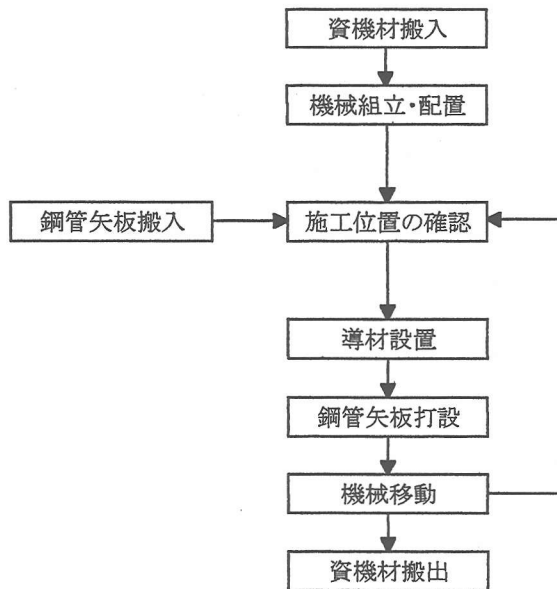 資機材搬入
機械組立・配置
鋼管矢板搬入
施工位置の確認
導材設置
鋼管矢板打設
機械移動
資機材搬出